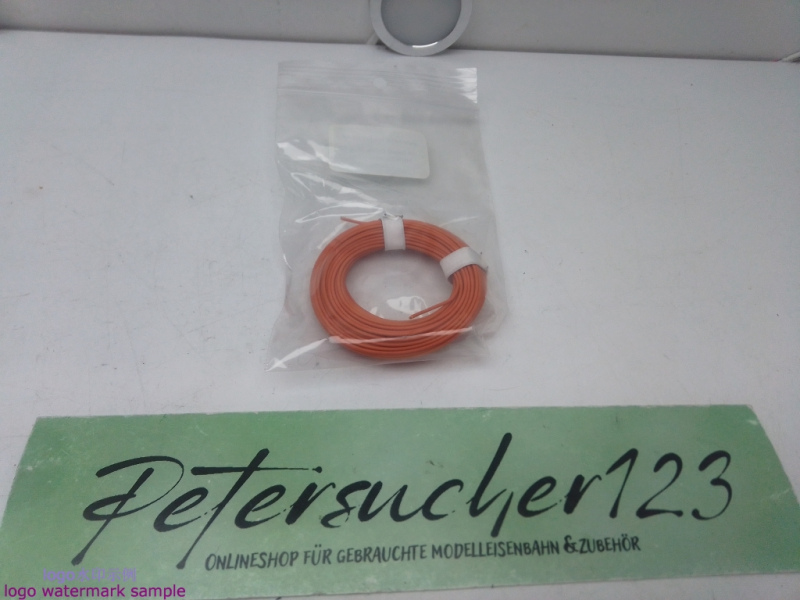 Petersucher123
ONLINESHOP FÜR GEBRAUCHTE MODELLEISENBAHN & ZUBEHÖR
logo watermark sample